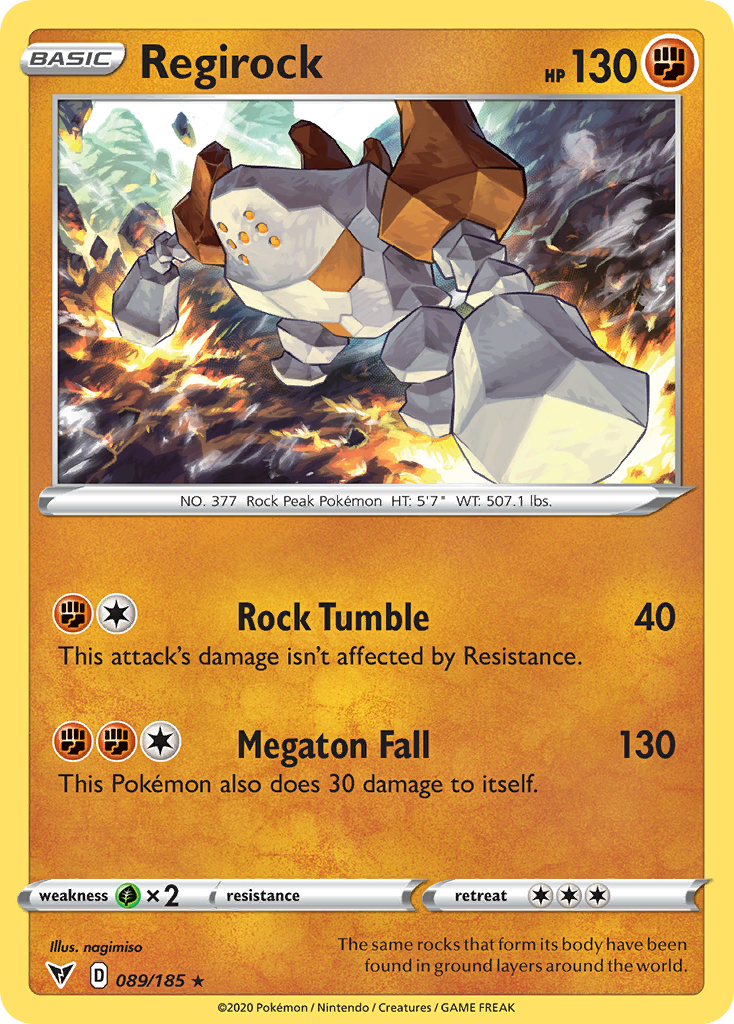 BASIC Regirock HP 130
NO. 377 Rock Peak Pokémon HT: 5'7" WT: 507.1 lbs.
Rock Tumble 40
This attack's damage isn't affected by Resistance.
Megaton Fall 130
This Pokémon also does 30 damage to itself.
weakness ×2 resistance retreat
Illus. nagimiso
The same rocks that form its body have been
found in ground layers around the world.
D 089/185 ★
©2020 Pokémon / Nintendo / Creatures / GAME FREAK